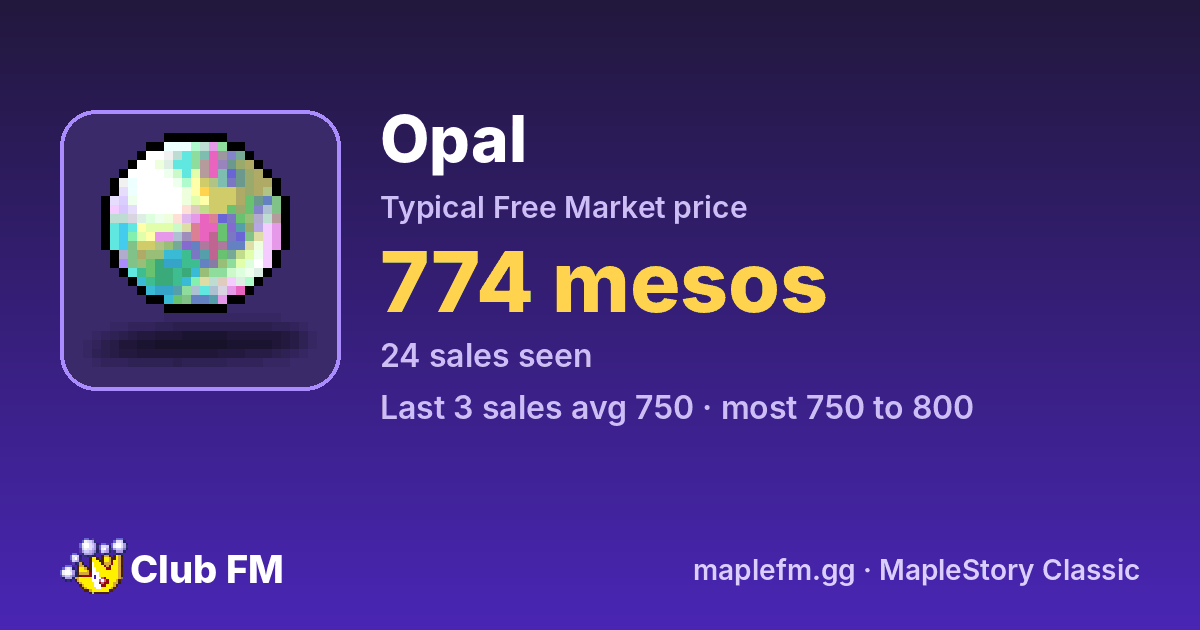 Opal
Typical Free Market price
774 mesos
24 sales seen
Last 3 sales avg 750 · most 750 to 800
Club FM
maplefm.gg · MapleStory Classic